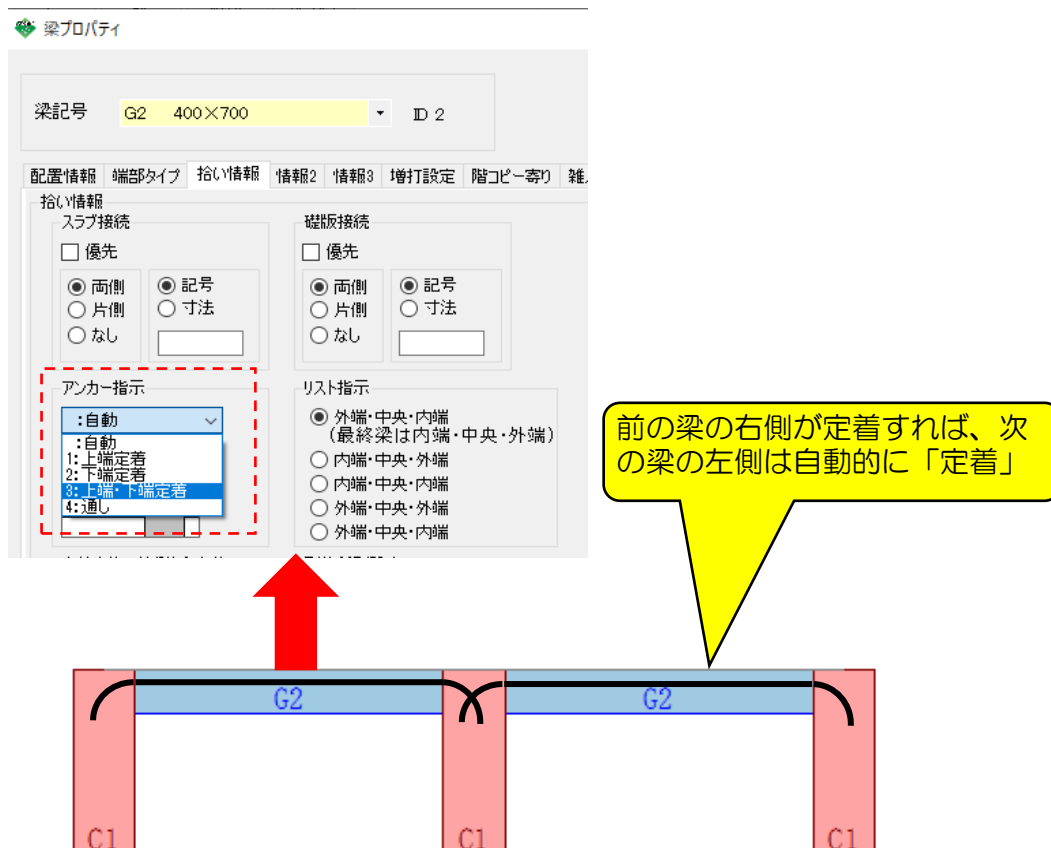 梁プロパティ
梁記号 G2 400×700 ID 2
配置情報 端部タイプ 拾い情報 情報2 情報3 増打設定 階コピー寄り 雑
拾い情報
スラブ接続
優先
両側 記号
片側 寸法
なし
礎版接続
優先
両側 記号
片側 寸法
なし
アンカー指示
:自動
:自動
1:上端定着
2:下端定着
3:上端・下端定着
4:通し
リスト指示
外端・中央・内端
(最終梁は内端・中央・外端)
内端・中央・外端
内端・中央・内端
外端・中央・外端
外端・中央・内端
前の梁の右側が定着すれば、次
の梁の左側は自動的に「定着」
G2 G2
C1 C1 C1